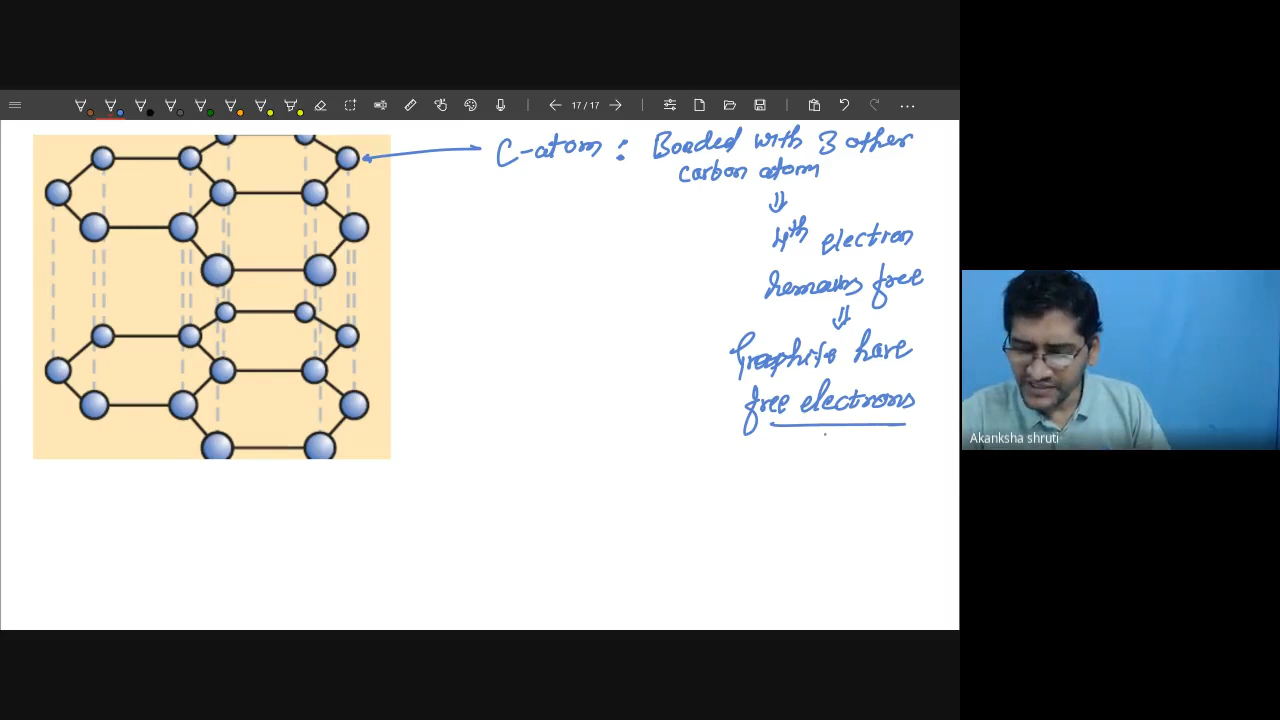 17 / 17
C-atom : Bonded with 3 other
carbon atom
⇓
4th electron
remains free
⇓
Graphite have
free electrons
Akanksha shruti